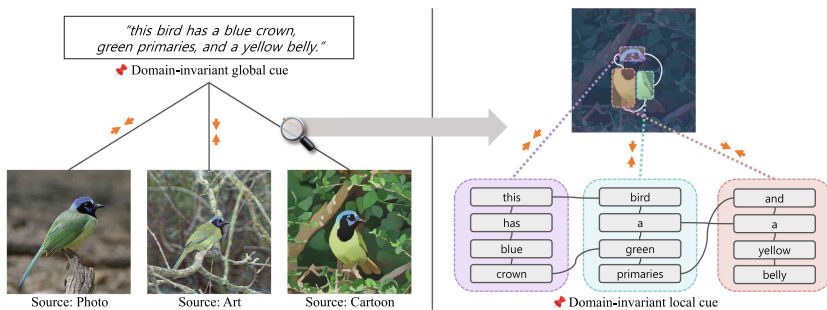 “this bird has a blue crown,
green primaries, and a yellow belly.”
Domain-invariant global cue
Source: Photo
Source: Art
Source: Cartoon
this
has
blue
crown
bird
a
green
primaries
and
a
yellow
belly
Domain-invariant local cue